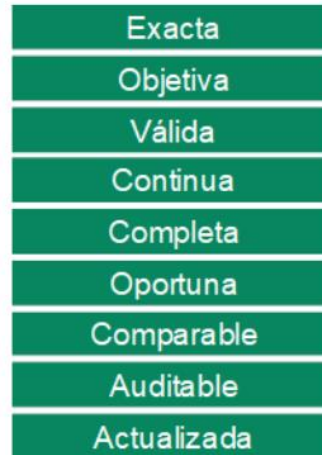 Exacta
Objetiva
Válida
Continua
Completa
Oportuna
Comparable
Auditable
Actualizada